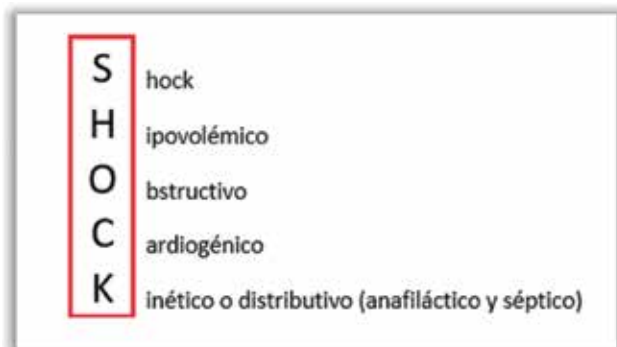 S hock
H ipovolémico
O bstructivo
C ardiogénico
K inético o distributivo (anafiláctico y séptico)